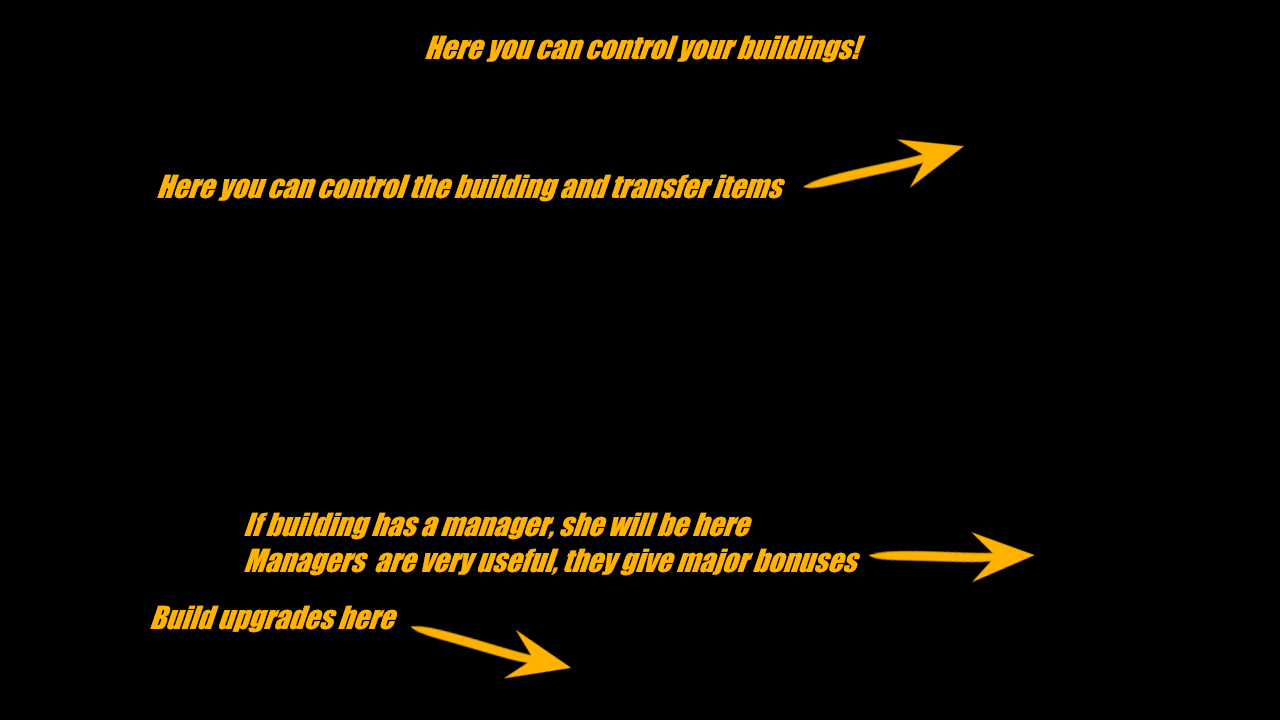 Here you can control your buildings!
Here you can control the building and transfer items
If building has a manager, she will be here
Managers  are very useful, they give major bonuses
Build upgrades here